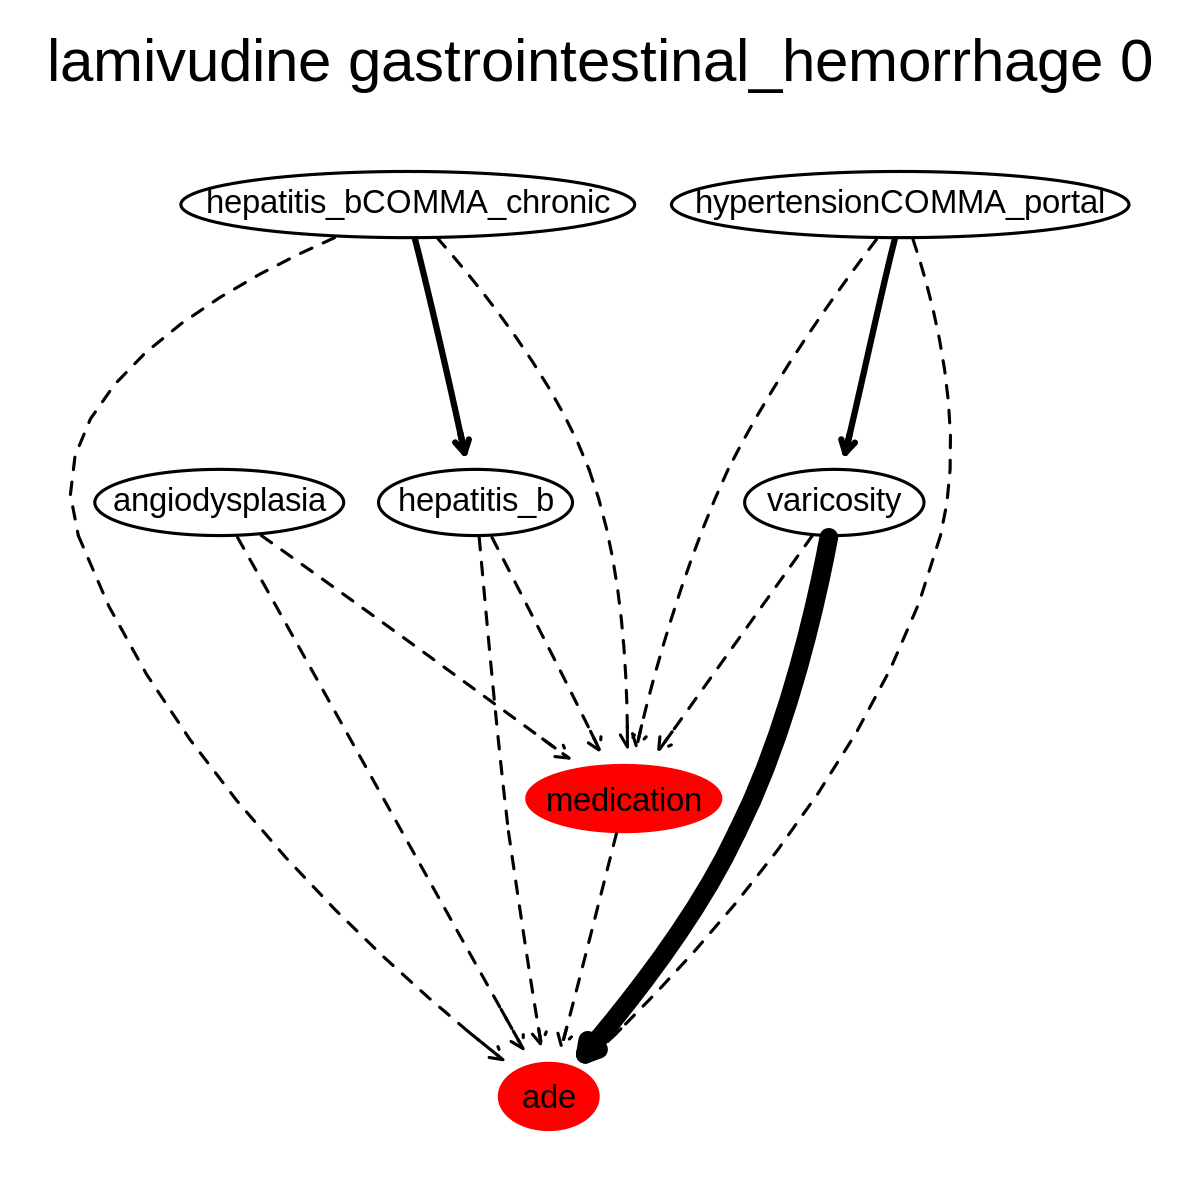 lamivudine gastrointestinal_hemorrhage 0
hepatitis_bCOMMA_chronic
hypertensionCOMMA_portal
angiodysplasia
hepatitis_b
varicosity
medication
ade